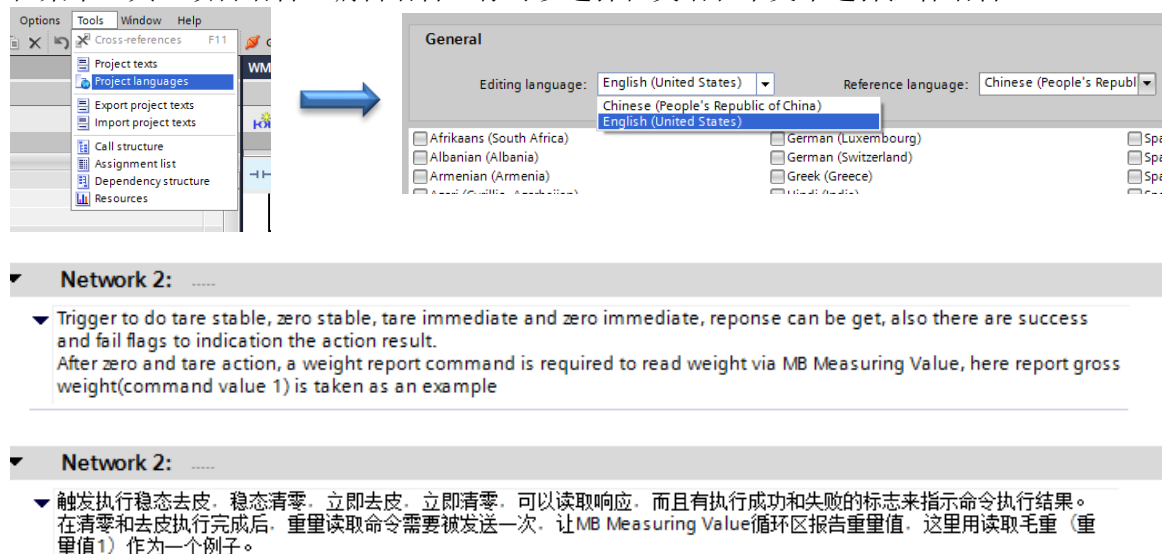 Options Tools Window Help
Cross-references F11
Project texts
WM
Project languages
Export project texts
Import project texts
Call structure
Assignment list
Dependency structure
Resources
General
Editing language: English (United States) Reference language: Chinese (People's Republ
Chinese (People's Republic of China)
English (United States)
Afrikaans (South Africa) German (Luxembourg) Spa
Albanian (Albania) German (Switzerland) Spa
Armenian (Armenia) Greek (Greece) Spa
Network 2: .....
Trigger to do tare stable, zero stable, tare immediate and zero immediate, reponse can be get, also there are success
and fail flags to indication the action result.
After zero and tare action, a weight report command is required to read weight via MB Measuring Value, here report gross
weight(command value 1) is taken as an example
Network 2: .....
触发执行稳态去皮，稳态清零，立即去皮，立即清零，可以读取响应，而且有执行成功和失败的标志来指示命令执行结果。
在清零和去皮执行完成后，重量读取命令需要被发送一次，让MB Measuring Value循环区报告重量值，这里用读取毛重（重
量值1）作为一个例子。